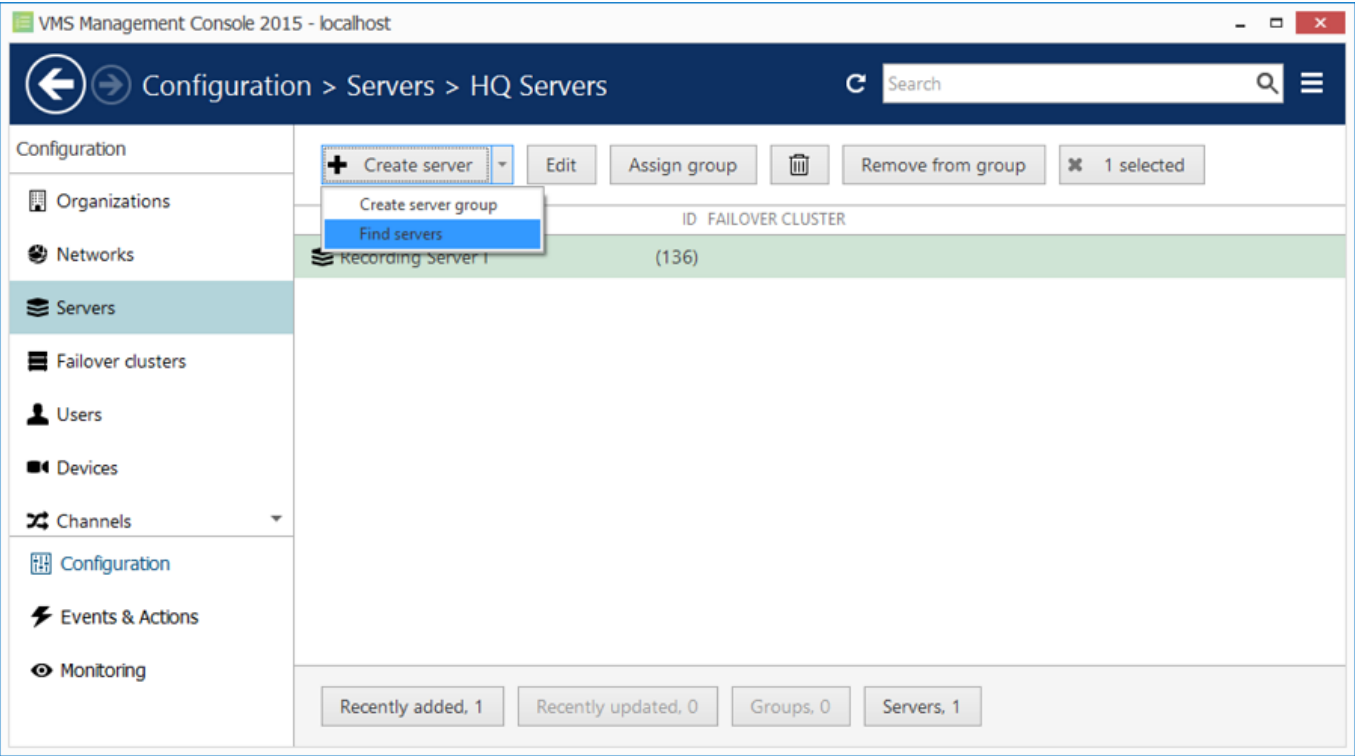 VMS Management Console 2015 - localhost
Configuration > Servers > HQ Servers
Search
Configuration
Organizations
Networks
Servers
Failover clusters
Users
Devices
Channels
Configuration
Events & Actions
Monitoring
Create server
Edit
Assign group
Remove from group
1 selected
Create server group
Find servers
ID FAILOVER CLUSTER
Recording Server (136)
Recently added, 1
Recently updated, 0
Groups, 0
Servers, 1